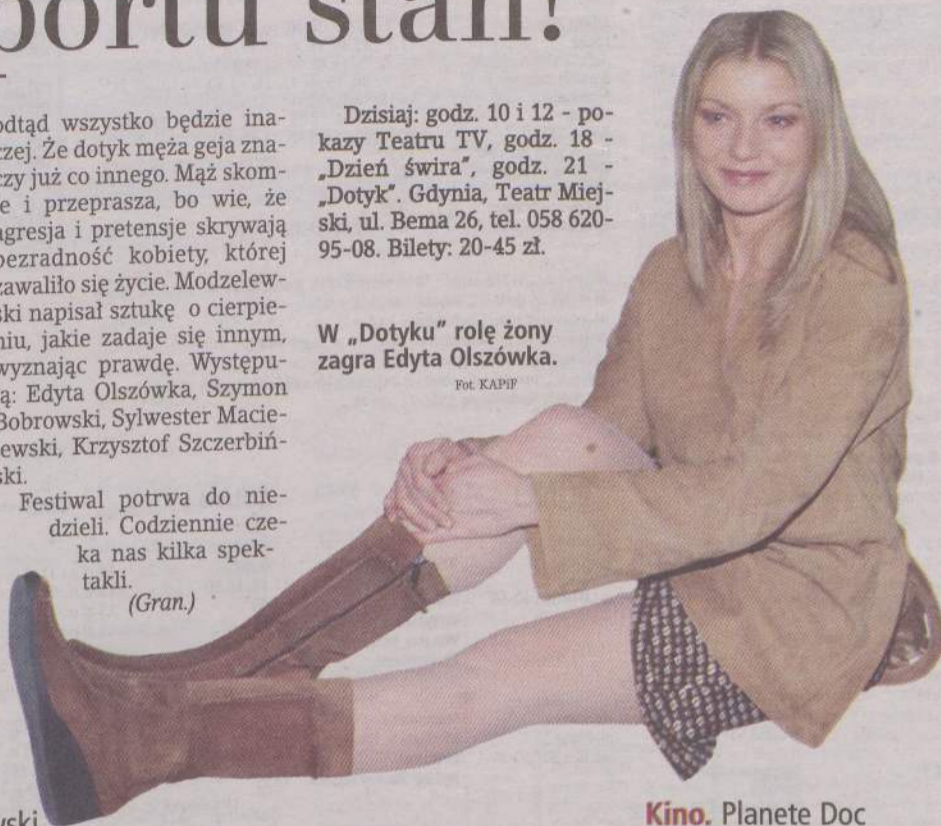 portu stań!
odtąd wszystko będzie ina-
czej. Że dotyk męża geja zna-
czy już co innego. Mąż skom-
e i przeprasza, bo wie, że
agresja i pretensje skrywają
bezradność kobiety, której
zawaliło się życie. Modzelew-
ski napisał sztukę o cierpie-
niu, jakie zadaje się innym,
wyznając prawdę. Występu-
ą: Edyta Olszówka, Szymon
Bobrowski, Sylwester Macie-
ewski, Krzysztof Szczerbiń-
ski.
Festiwal potrwa do nie-
dzieli. Codziennie cze-
ka nas kilka spek-
takli.
(Gran.)
Dzisiaj: godz. 10 i 12 - po-
kazy Teatru TV, godz. 18 -
„Dzień świra", godz. 21 -
„Dotyk". Gdynia, Teatr Miej-
ski, ul. Bema 26, tel. 058 620-
95-08. Bilety: 20-45 zł.
W „Dotyku” rolę żony
zagra Edyta Olszówka.
Fot. KAPiF
Kino. Planete Doc